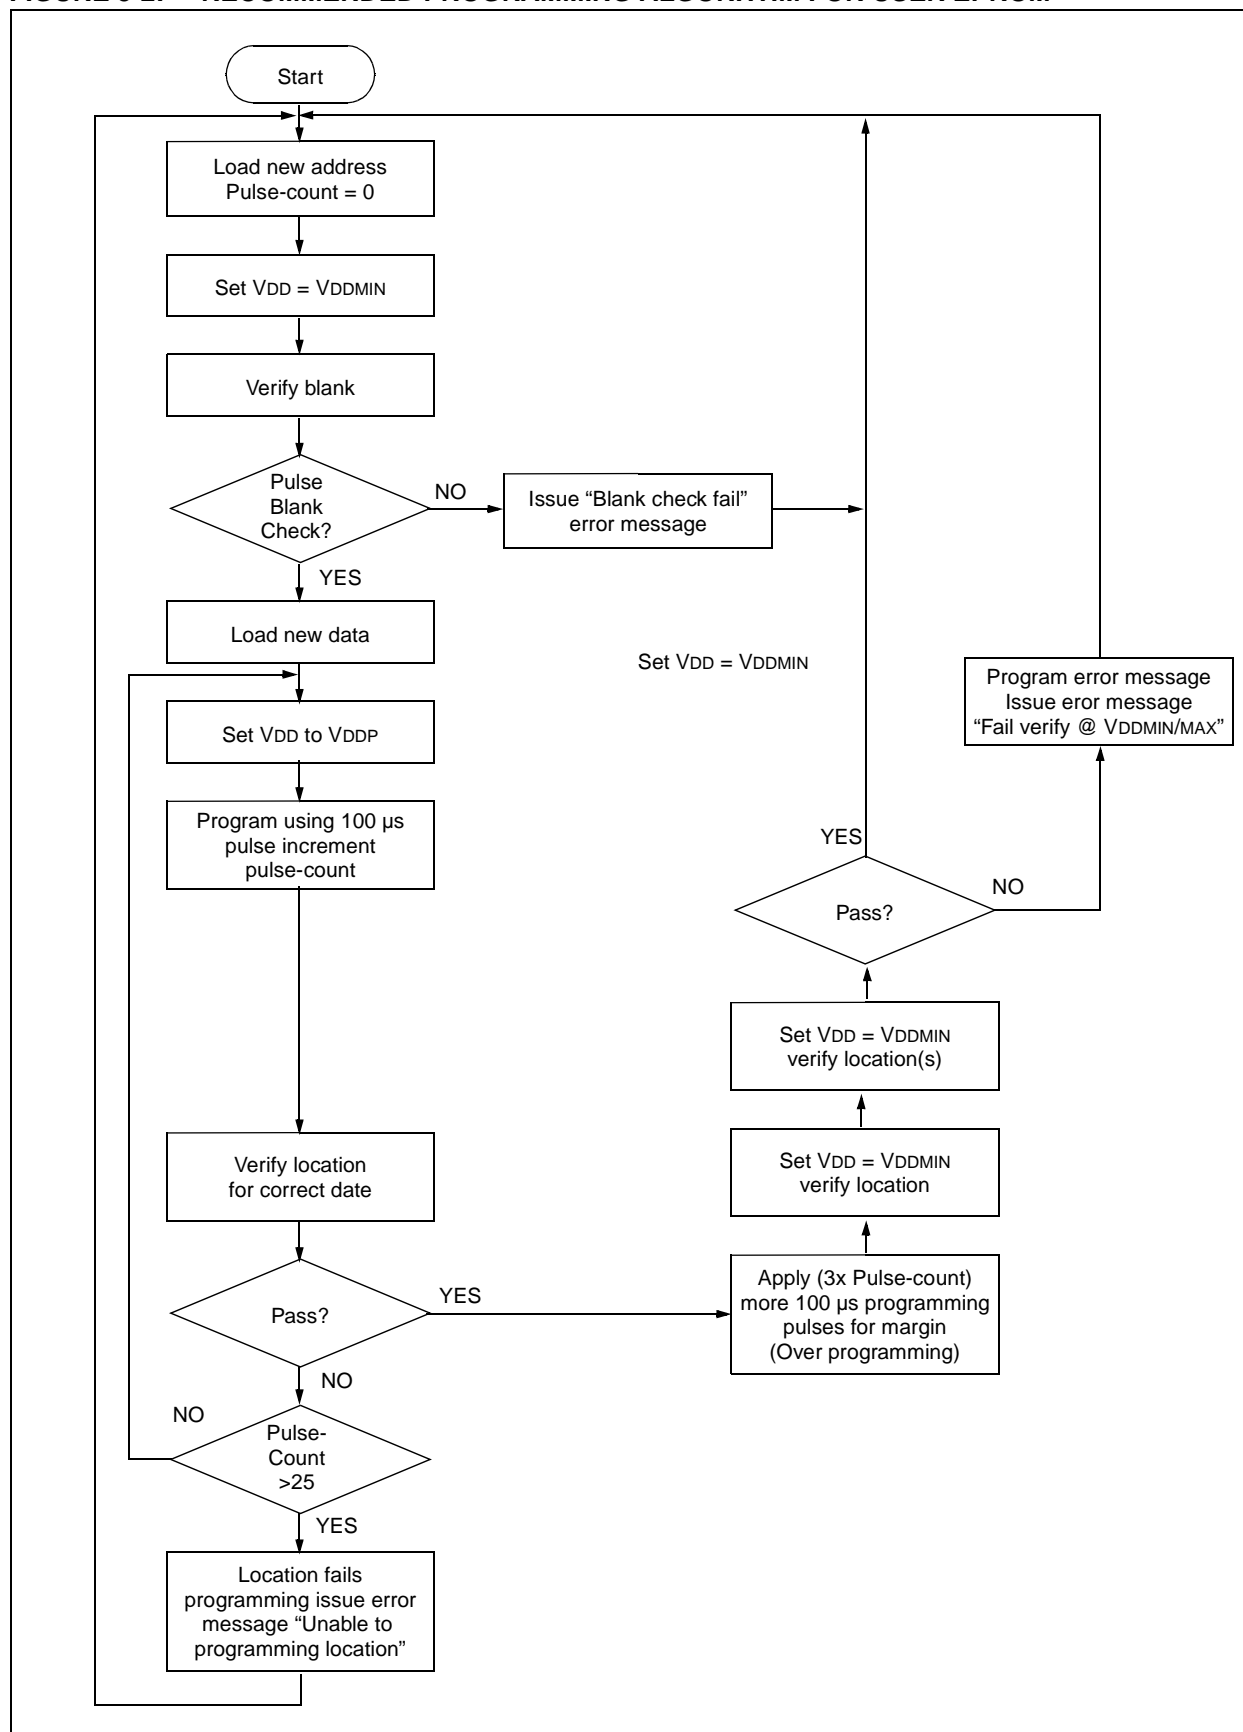 Start
Load new address
Pulse-count = 0
Set VDD = VDDMIN
Verify blank
Pulse
Blank
Check?
NO
Issue “Blank check fail”
error message
YES
Load new data
Set VDD = VDDMIN
Program error message
Issue eror message
“Fail verify @ VDDMIN/MAX”
Set VDD to VDDP
Program using 100 µs
pulse increment
pulse-count
YES
Pass?
NO
Set VDD = VDDMIN
verify location(s)
Set VDD = VDDMIN
verify location
Verify location
for correct date
Pass?
YES
Apply (3x Pulse-count)
more 100 µs programming
pulses for margin
(Over programming)
NO
NO
Pulse-
Count
>25
YES
Location fails
programming issue error
message “Unable to
programming location”